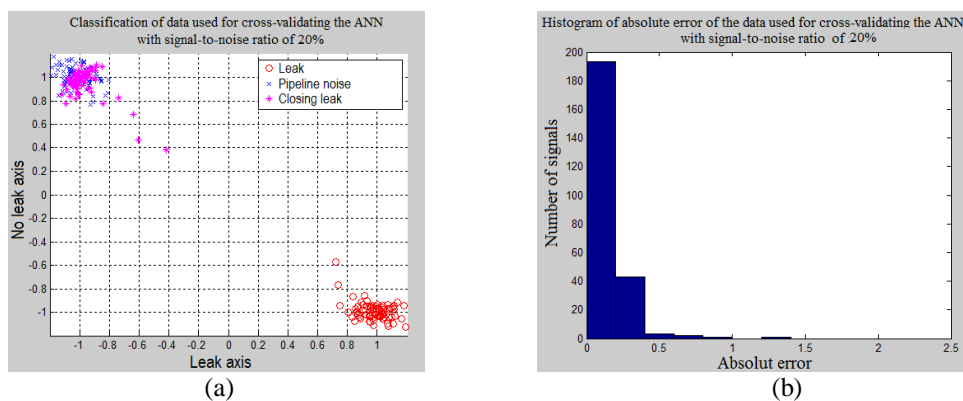 Classification of data used for cross-validating the ANN
with signal-to-noise ratio of 20%
Leak
Pipeline noise
Closing leak
No leak axis
1
0.8
0.6
0.4
0.2
0
-0.2
-0.4
-0.6
-0.8
-1
-1 -0.8 -0.6 -0.4 -0.2 0 0.2 0.4 0.6 0.8 1
Leak axis
(a)
Histogram of absolute error of the data used for cross-validating the ANN
with signal-to-noise ratio of 20%
Number of signals
200
180
160
140
120
100
80
60
40
20
0
0 0.5 1 1.5 2 2.5
Absolut error
(b)